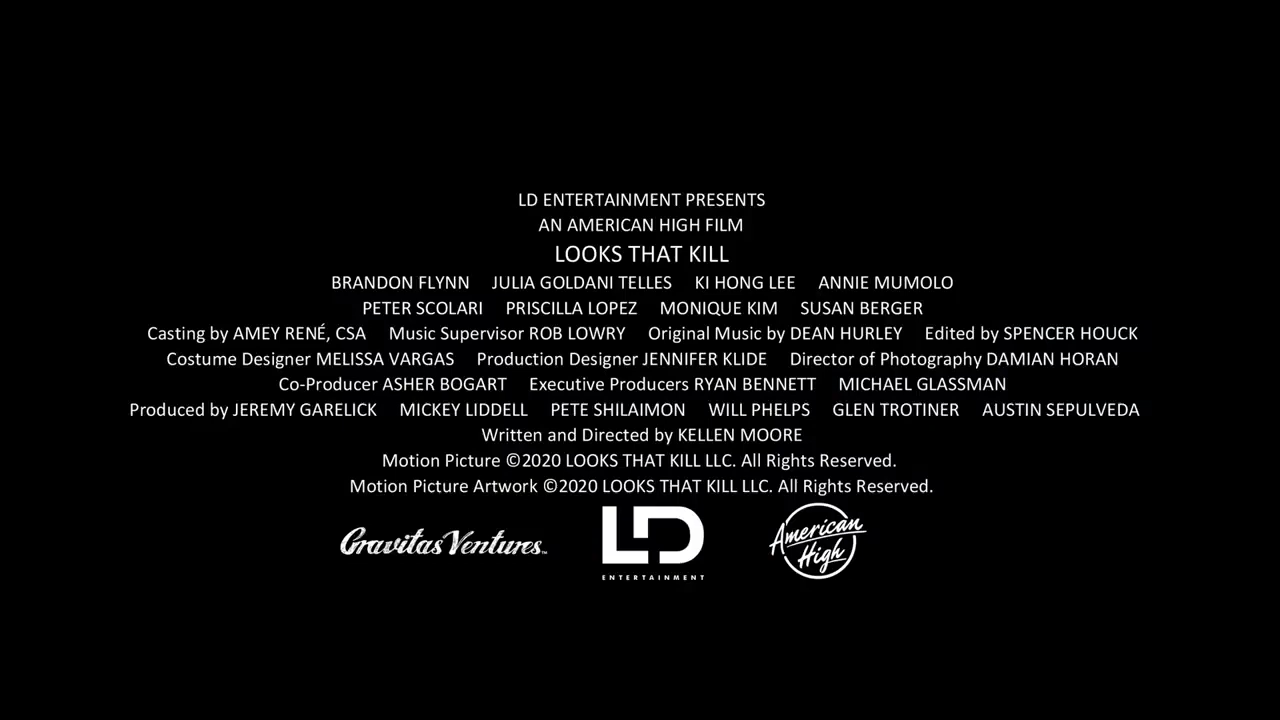 LD ENTERTAINMENT PRESENTS
AN AMERICAN HIGH FILM
LOOKS THAT KILL
BRANDON FLYNN JULIA GOLDANI TELLES KI HONG LEE ANNIE MUMOLO
PETER SCOLARI PRISCILLA LOPEZ MONIQUE KIM SUSAN BERGER
Casting by AMEY RENÉ, CSA Music Supervisor ROB LOWRY Original Music by DEAN HURLEY Edited by SPENCER HOUCK
Costume Designer MELISSA VARGAS Production Designer JENNIFER KLIDE Director of Photography DAMIAN HORAN
Co-Producer ASHER BOGART Executive Producers RYAN BENNETT MICHAEL GLASSMAN
Produced by JEREMY GARELICK MICKEY LIDDELL PETE SHILAIMON WILL PHELPS GLEN TROTINER AUSTIN SEPULVEDA
Written and Directed by KELLEN MOORE
Motion Picture ©2020 LOOKS THAT KILL LLC. All Rights Reserved.
Motion Picture Artwork ©2020 LOOKS THAT KILL LLC. All Rights Reserved.
Gravitas Ventures™
LD
ENTERTAINMENT
American
High